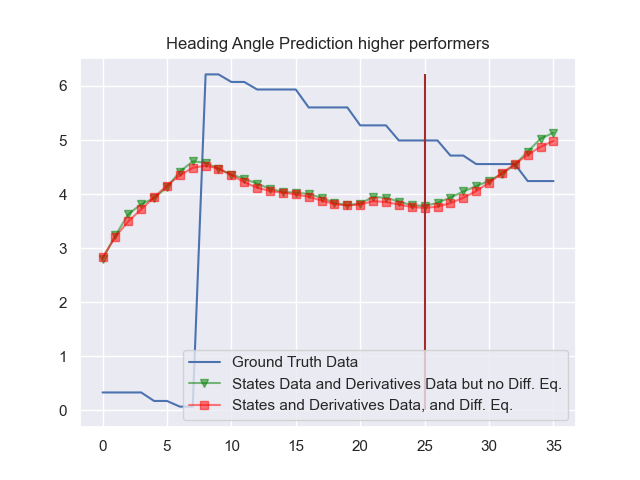 Heading Angle Prediction higher performers
6
5
4
3
2
1
0
Ground Truth Data
States Data and Derivatives Data but no Diff. Eq.
States and Derivatives Data, and Diff. Eq.
0 5 10 15 20 25 30 35